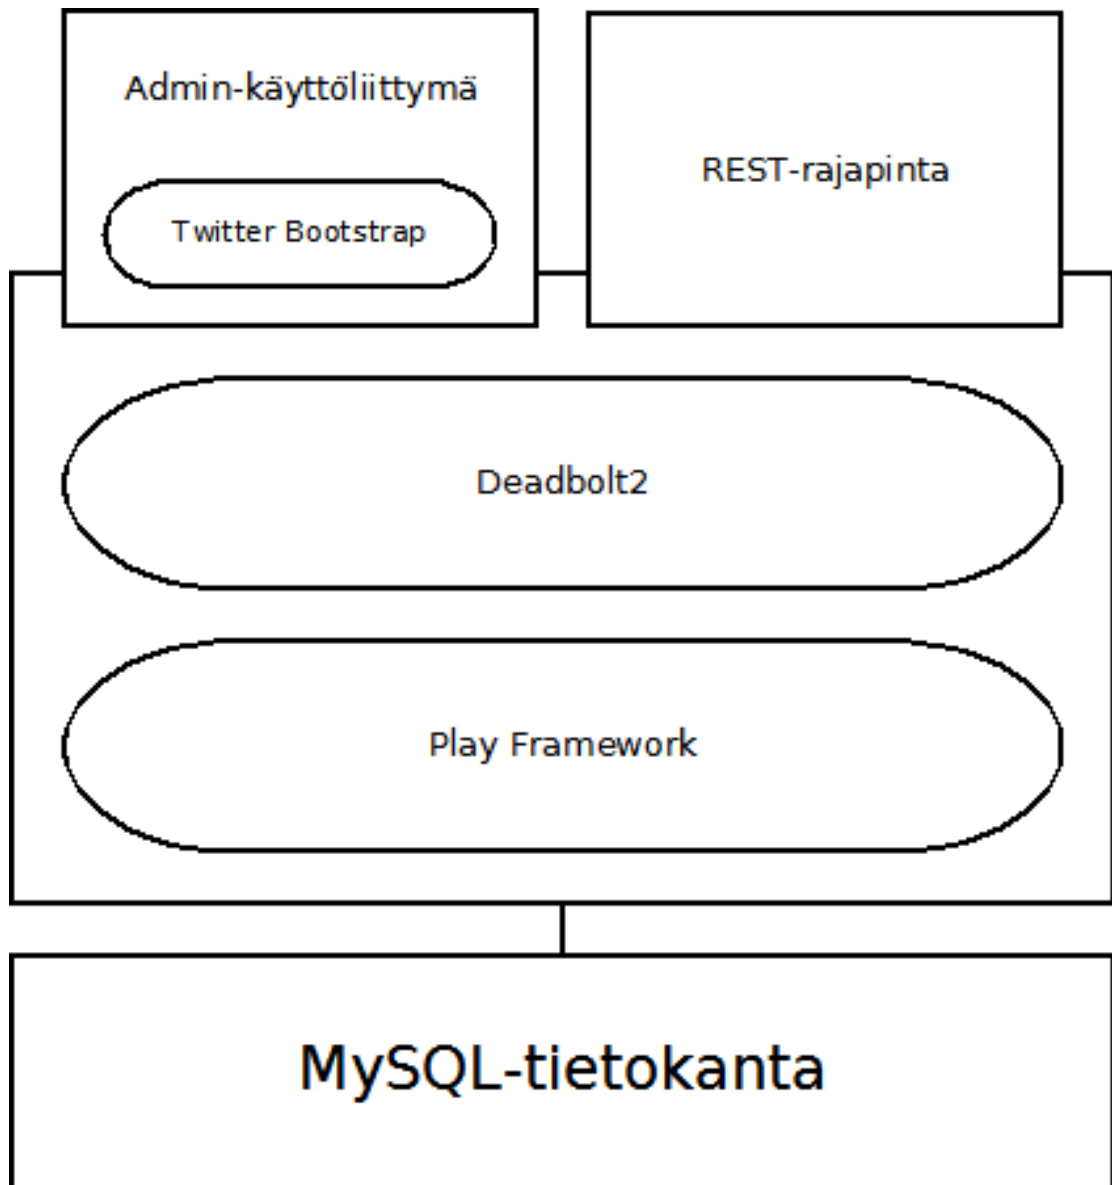 Admin-käyttöliittymä
Twitter Bootstrap
REST-rajapinta
Deadbolt2
Play Framework
MySQL-tietokanta